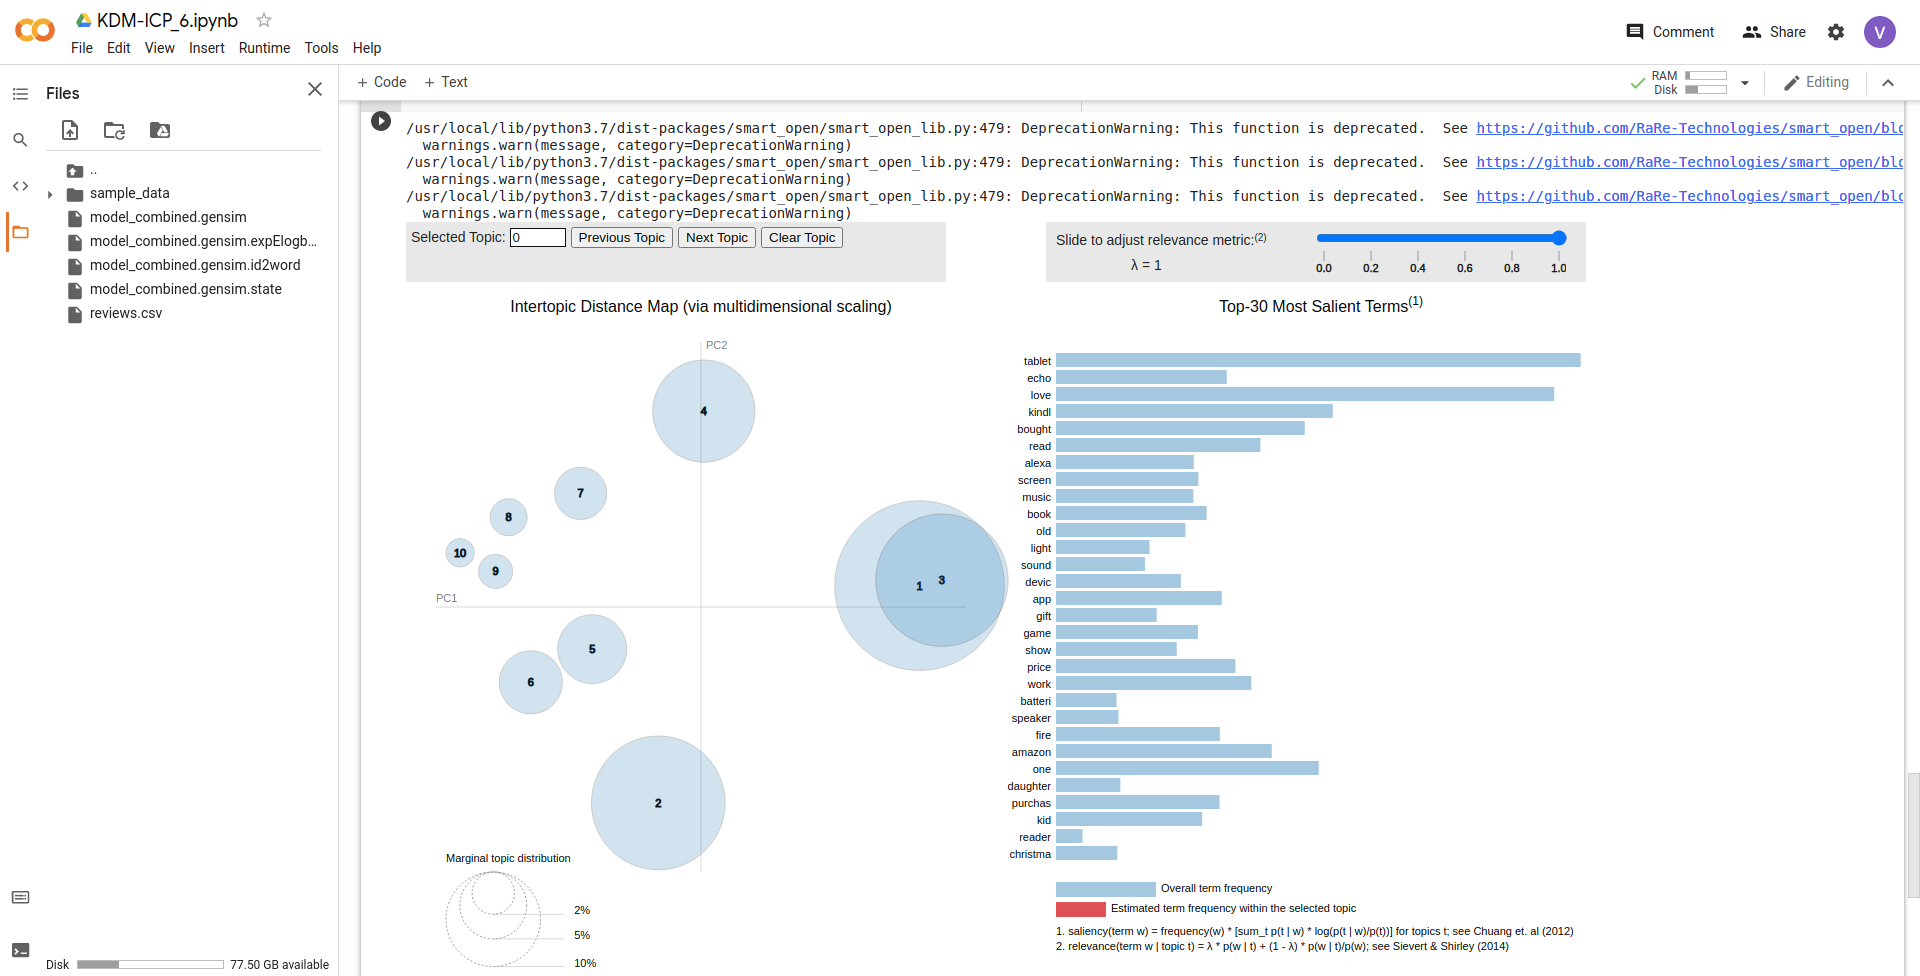 KDM-ICP_6.ipynb
File Edit View Insert Runtime Tools Help
Comment Share V
Files
+ Code + Text
RAM
Disk
Editing
..
sample_data
model_combined.gensim
model_combined.gensim.expElogb...
model_combined.gensim.id2word
model_combined.gensim.state
reviews.csv
/usr/local/lib/python3.7/dist-packages/smart_open/smart_open_lib.py:479: DeprecationWarning: This function is deprecated. See https://github.com/RaRe-Technologies/smart_open/blo
warnings.warn(message, category=DeprecationWarning)
/usr/local/lib/python3.7/dist-packages/smart_open/smart_open_lib.py:479: DeprecationWarning: This function is deprecated. See https://github.com/RaRe-Technologies/smart_open/blo
warnings.warn(message, category=DeprecationWarning)
/usr/local/lib/python3.7/dist-packages/smart_open/smart_open_lib.py:479: DeprecationWarning: This function is deprecated. See https://github.com/RaRe-Technologies/smart_open/blo
warnings.warn(message, category=DeprecationWarning)
Selected Topic: 0 Previous Topic Next Topic Clear Topic
Slide to adjust relevance metric:(2)
λ = 1
0.0 0.2 0.4 0.6 0.8 1.0
Intertopic Distance Map (via multidimensional scaling)
PC2
4
7
8
10
9
1
3
PC1
5
6
2
Marginal topic distribution
2%
5%
10%
Top-30 Most Salient Terms(1)
tablet
echo
love
kindl
bought
read
alexa
screen
music
book
old
light
sound
devic
app
gift
game
show
price
work
batteri
speaker
fire
amazon
one
daughter
purchas
kid
reader
christma
Overall term frequency
Estimated term frequency within the selected topic
1. saliency(term w) = frequency(w) * [sum_t p(t | w) * log(p(t | w)/p(t))] for topics t; see Chuang et. al (2012)
2. relevance(term w | topic t) = λ * p(w | t) + (1 - λ) * p(w | t)/p(w); see Sievert & Shirley (2014)
Disk 77.50 GB available